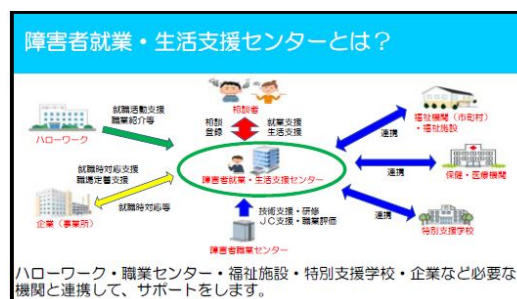 障害者就業・生活支援センターとは？
就職活動支援
職業紹介等
ハローワーク
相談者
相談
登録
就業支援
生活支援
福祉機関（市町村）
・福祉施設
連携
就職時対応支援
職場定着支援
障害者就業・生活支援センター
連携
保健・医療機関
企業（事業所）
就職時対応等
技術支援・研修
ＪＣ支援・職業評価
連携
特別支援学校
障害者職業センター
ハローワーク・職業センター・福祉施設・特別支援学校・企業など必要な
機関と連携して、サポートをします。